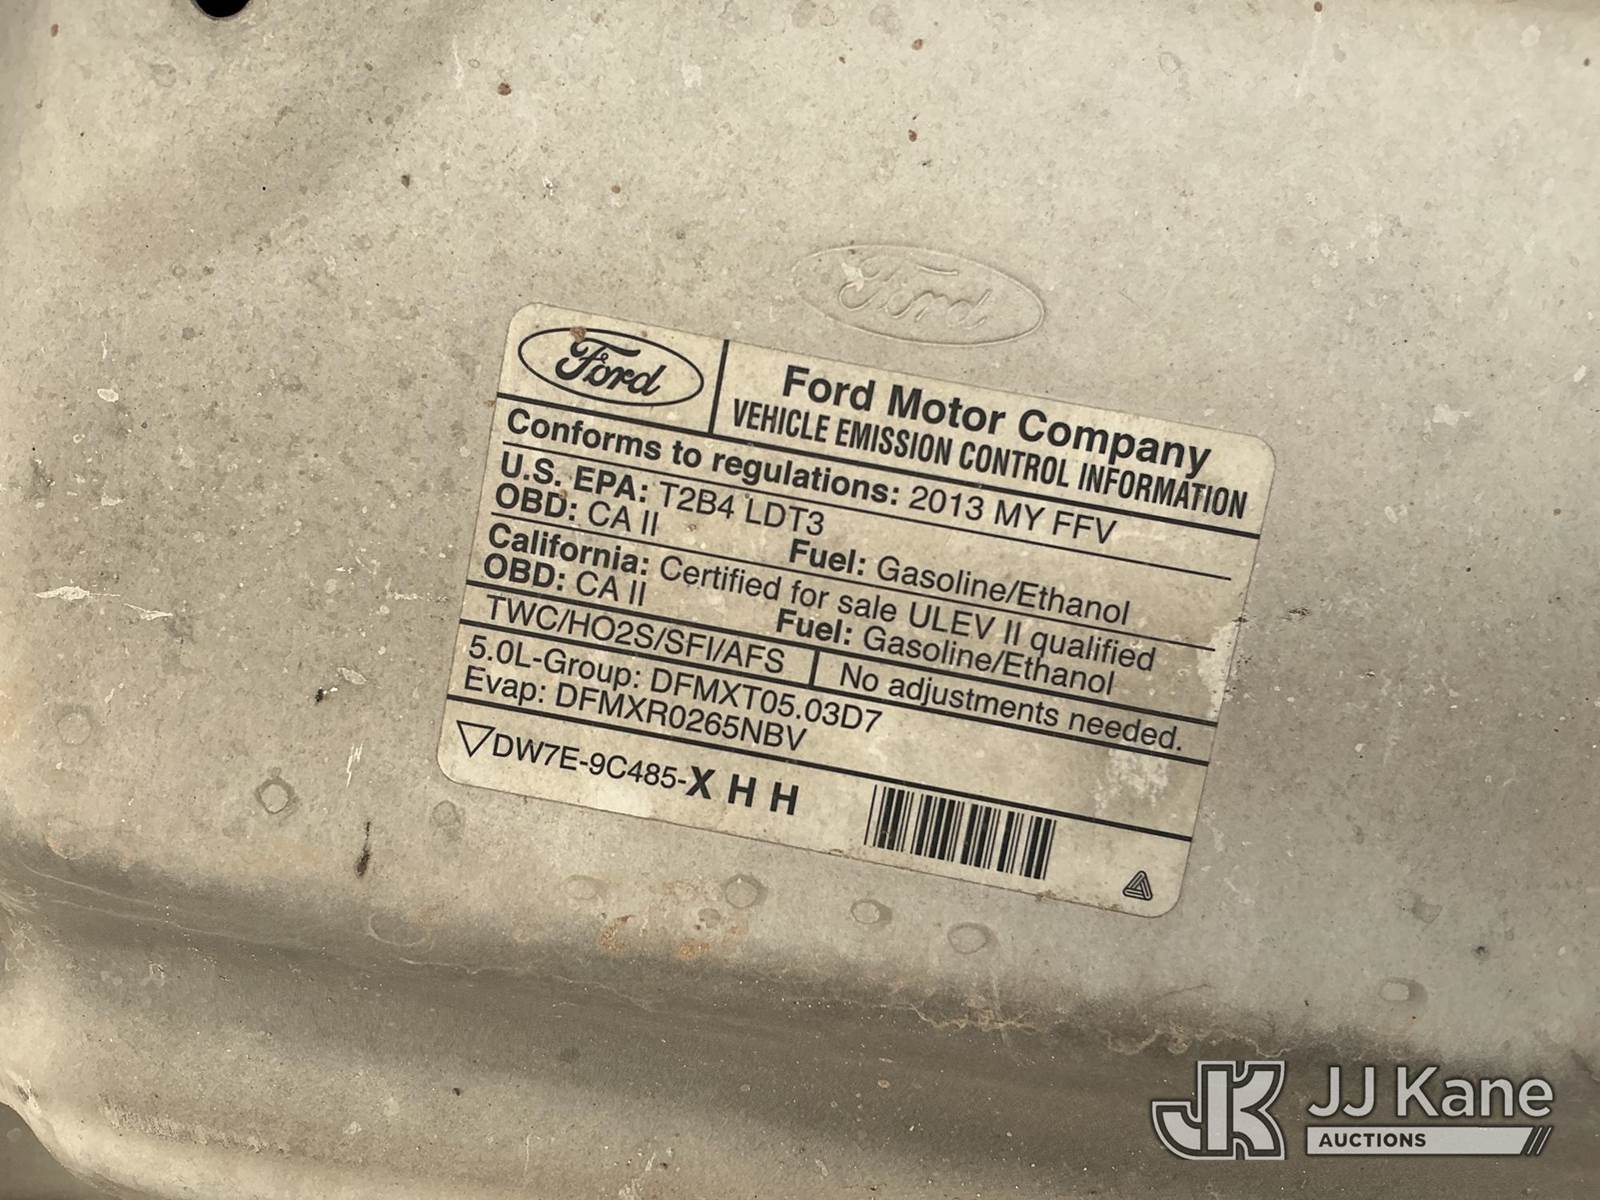 Ford
Ford
Ford Motor Company
VEHICLE EMISSION CONTROL INFORMATION
Conforms to regulations: 2013 MY FFV
U.S. EPA: T2B4 LDT3
OBD: CA II Fuel: Gasoline/Ethanol
California: Certified for sale ULEV II qualified
OBD: CA II Fuel: Gasoline/Ethanol
TWC/HO2S/SFI/AFS No adjustments needed.
5.0L-Group: DFMXT05.03D7
Evap: DFMXR0265NBV
DW7E-9C485-X H H
JK JJ Kane
AUCTIONS